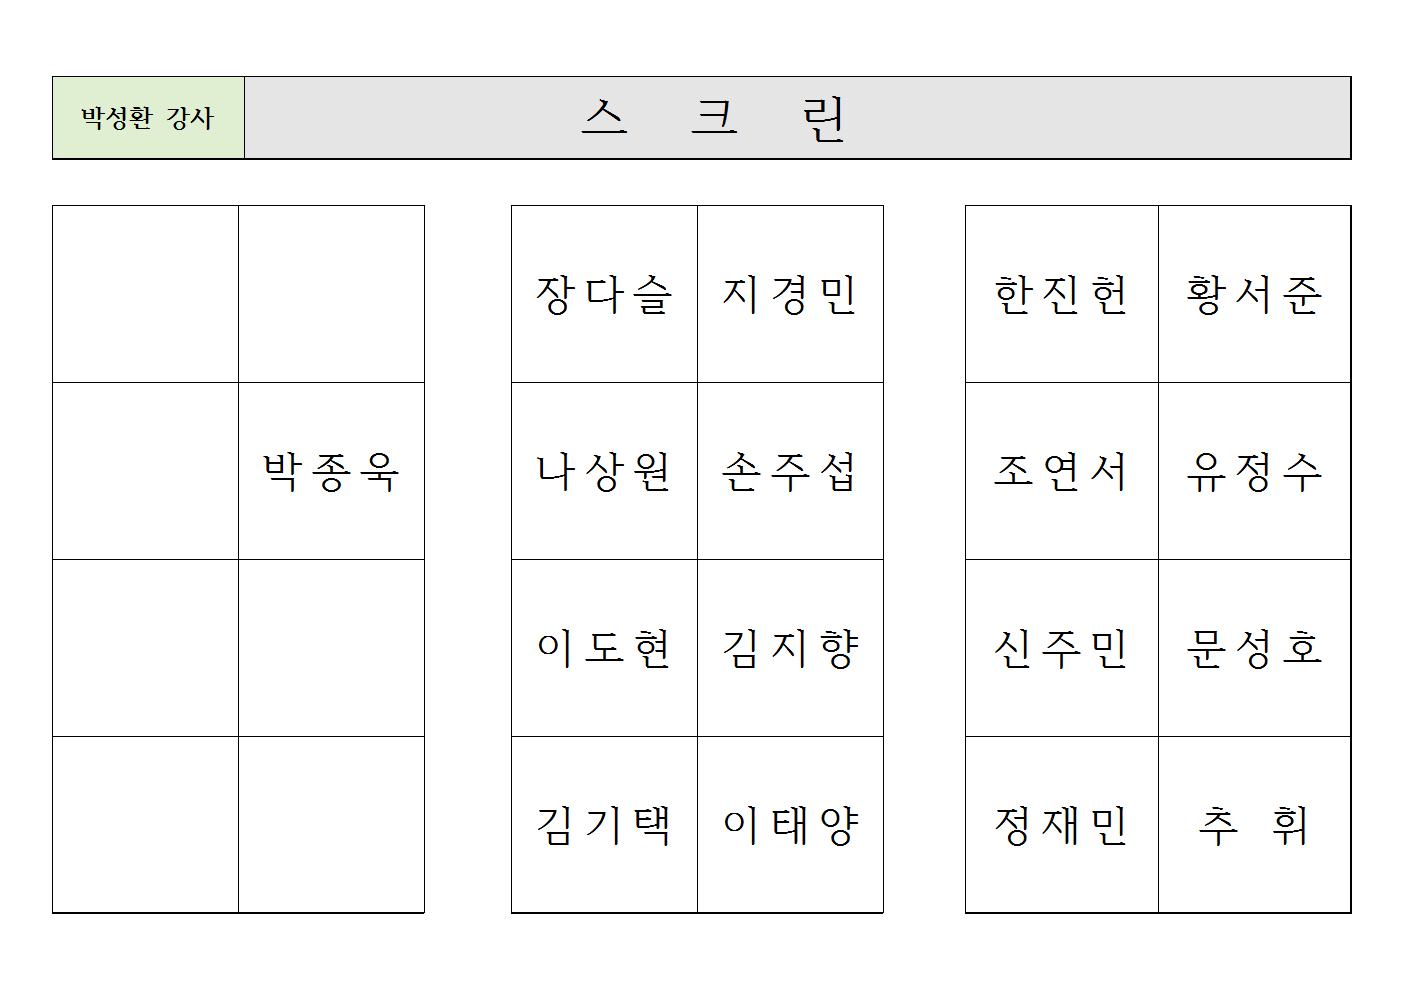 박성환 강사
스 크 린
장다슬 지경민 한진헌 황서준
박종욱 나상원 손주섭 조연서 유정수
이도현 김지향 신주민 문성호
김기택 이태양 정재민 추 휘